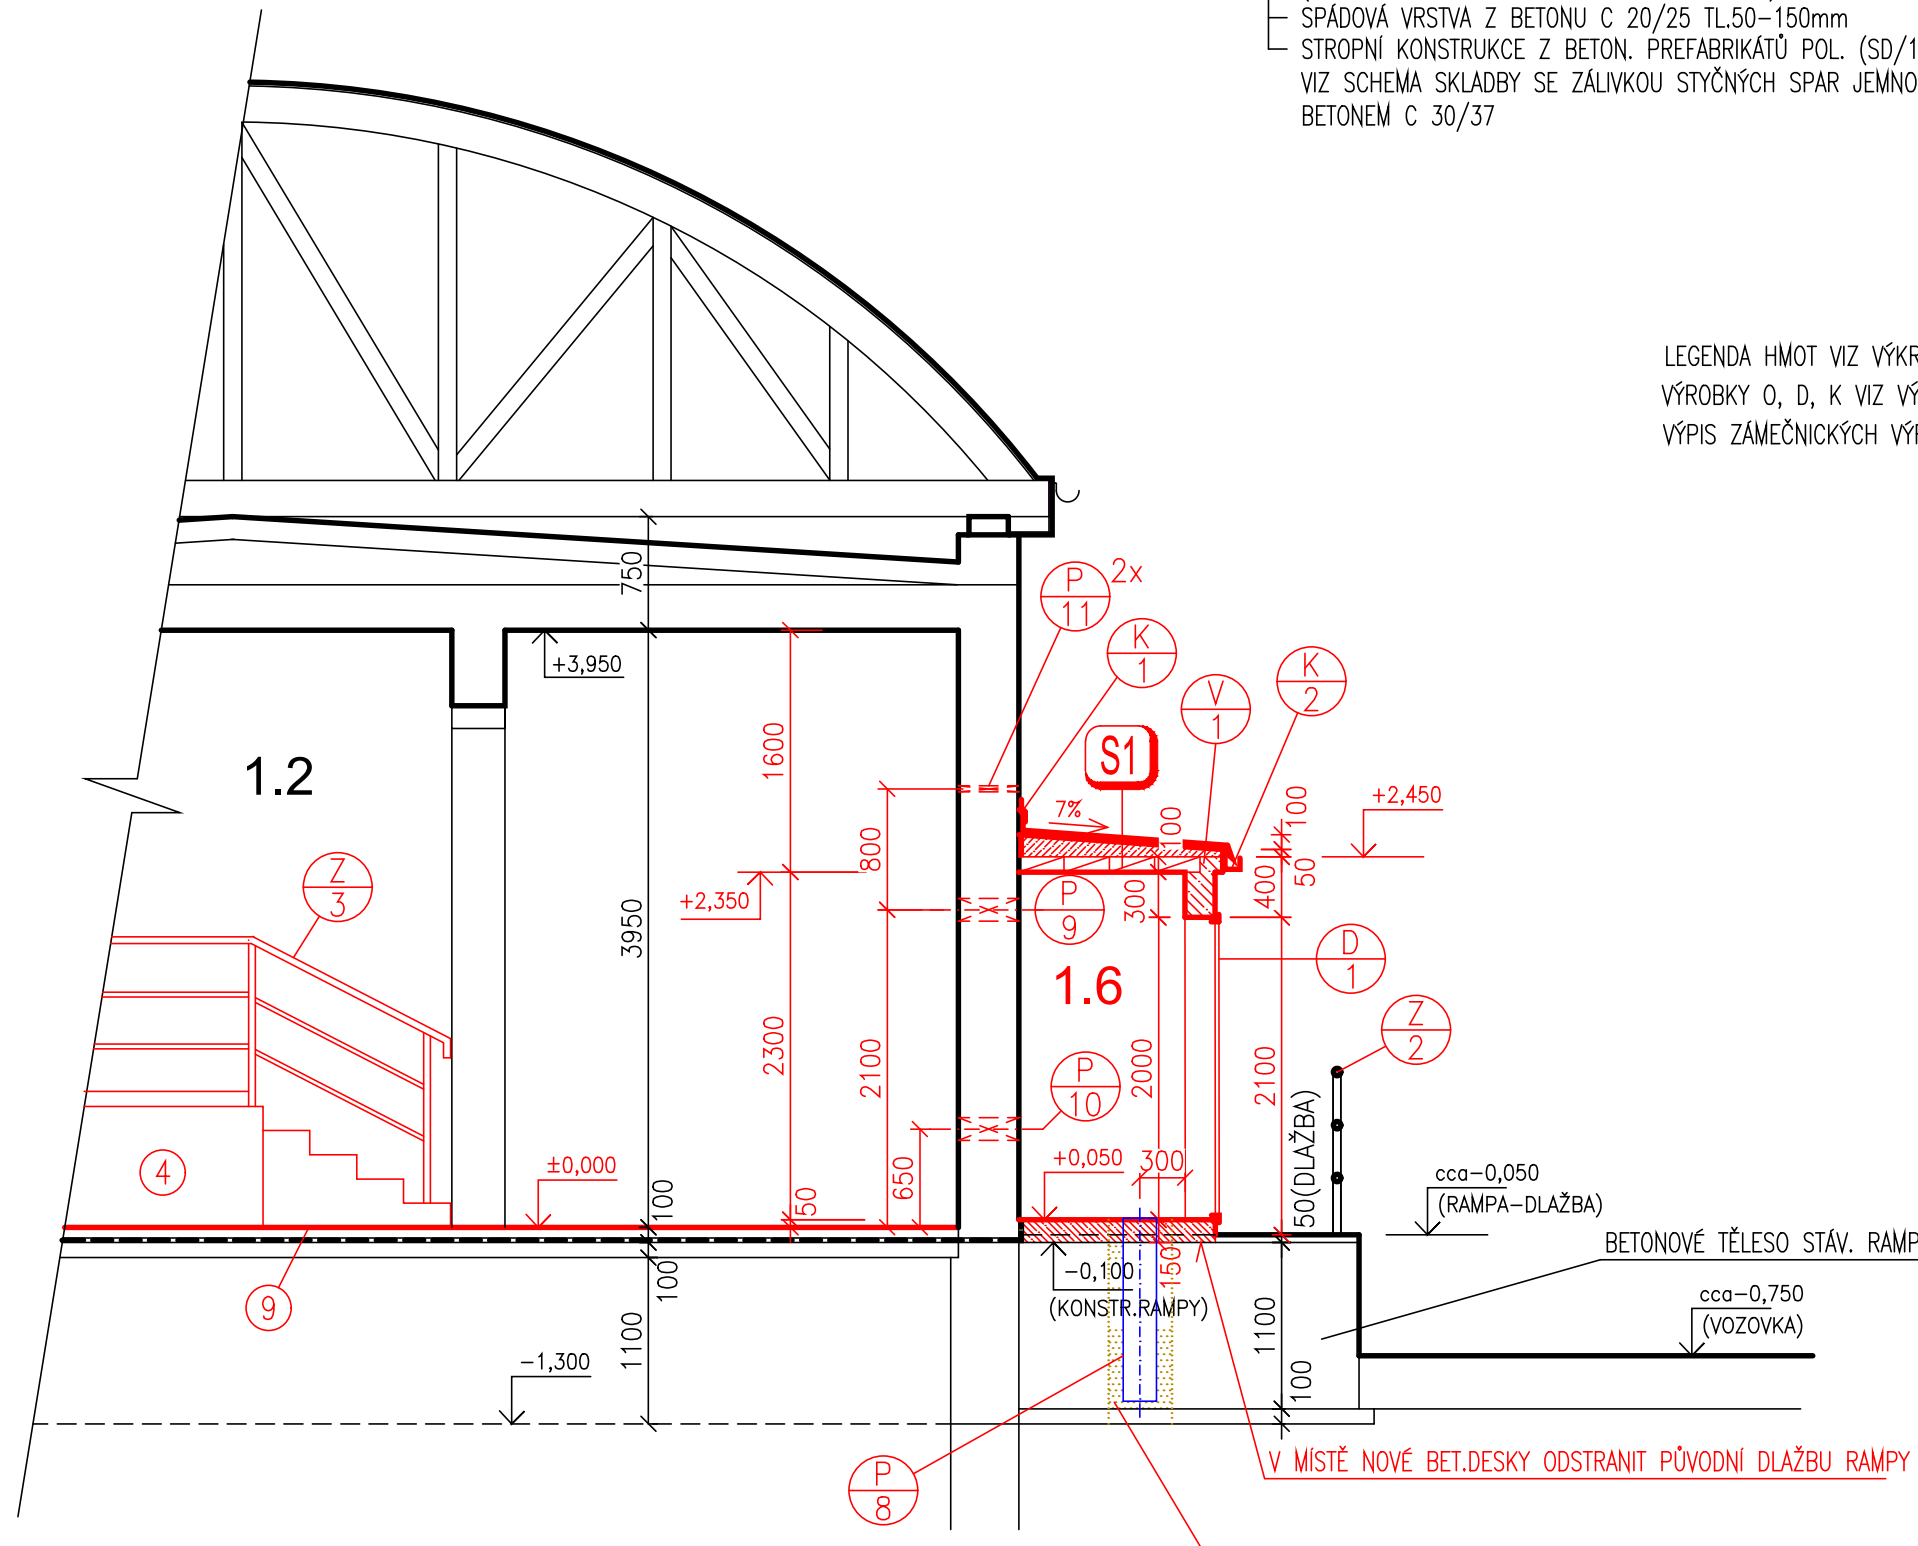 SPÁDOVÁ VRSTVA Z BETONU C 20/25 TL.50-150mm
STROPNÍ KONSTRUKCE Z BETON. PREFABRIKÁTŮ POL. (SD/1
VIZ SCHEMA SKLADBY SE ZÁLIVKOU STYČNÝCH SPAR JEMNO
BETONEM C 30/37
LEGENDA HMOT VIZ VÝKR
VÝROBKY O, D, K VIZ VÝ
VÝPIS ZÁMEČNICKÝCH
750
P
11
2x
K
1
K
2
V
1
S1
+3,950
1.2
1600
7%
100
100
+2,450
800
50
400
Z
3
+2,350
3950
P
9
300
D
1
1.6
Z
2
2300
2100
2000
2100
P
10
4
±0,000
100
50
650
+0,050
300
50(DLAŽBA)
cca-0,050
(RAMPA-DLAŽBA)
BETONOVÉ TĚLESO STÁV. RAMP
9
100
-0,100
(KONSTR.RAMPY)
150
cca-0,750
(VOZOVKA)
1100
1100
-1,300
100
P
8
V MÍSTĚ NOVÉ BET.DESKY ODSTRANIT PŮVODNÍ DLAŽBU RAMPY